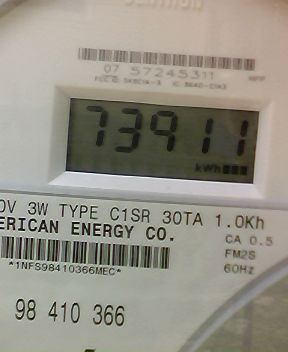 07 57245311
73911
kWh
0V 3W TYPE C1SR 30TA 1.0Kh
ERICAN ENERGY CO.
CA 0.5
FM2S
*1NFS98410366MEC*
60Hz
98 410 366